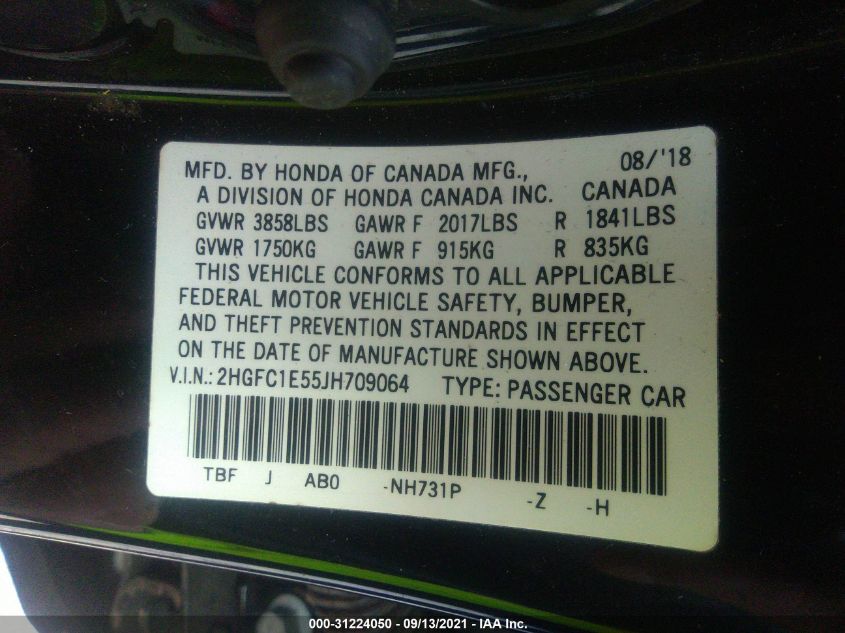 MFD. BY HONDA OF CANADA MFG., 08/'18
A DIVISION OF HONDA CANADA INC. CANADA
GVWR 3858LBS GAWR F 2017LBS R 1841LBS
GVWR 1750KG GAWR F 915KG R 835KG
THIS VEHICLE CONFORMS TO ALL APPLICABLE
FEDERAL MOTOR VEHICLE SAFETY, BUMPER,
AND THEFT PREVENTION STANDARDS IN EFFECT
ON THE DATE OF MANUFACTURE SHOWN ABOVE.
V.I.N.: 2HGFC1E55JH709064 TYPE: PASSENGER CAR
TBF J AB0 -NH731P -Z -H
000-31224050 - 09/13/2021 - IAA Inc.